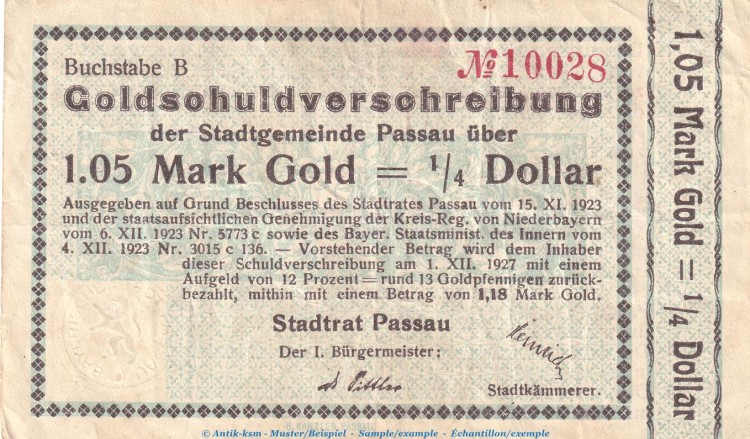 Buchstabe B
№ 10028
Goldschuldverschreibung
der Stadtgemeinde Passau über
1.05 Mark Gold = 1/4 Dollar
Ausgegeben auf Grund Beschlusses des Stadtrates Passau vom 15. XI. 1923
und der staatsaufsichtlichen Genehmigung der Kreis-Reg. von Niederbayern
vom 6. XII. 1923 Nr. 5773 c sowie des Bayer. Staatsminist. des Innern vom
4. XII. 1923 Nr. 3015 c 136. — Vorstehender Betrag wird dem Inhaber
dieser Schuldverschreibung am 1. XII. 1927 mit einem
Aufgeld von 12 Prozent = rund 13 Goldpfennigen zurück-
bezahlt, mithin mit einem Betrag von 1,18 Mark Gold.
Stadtrat Passau
Der I. Bürgermeister:
Stadtkämmerer.
1,05 Mark Gold = 1/4 Dollar
© Antik-ksm - Muster/Beispiel - Sample/example - Échantillon/exemple